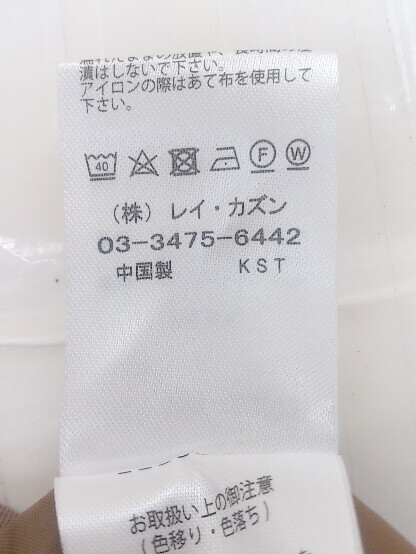 漬はしないで下さい。
アイロンの際はあて布を使用して
下さい。
40 F W
（株）レイ・カズン
03-3475-6442
中国製 KST
お取扱い上の御注意
（色移り・色落ち）